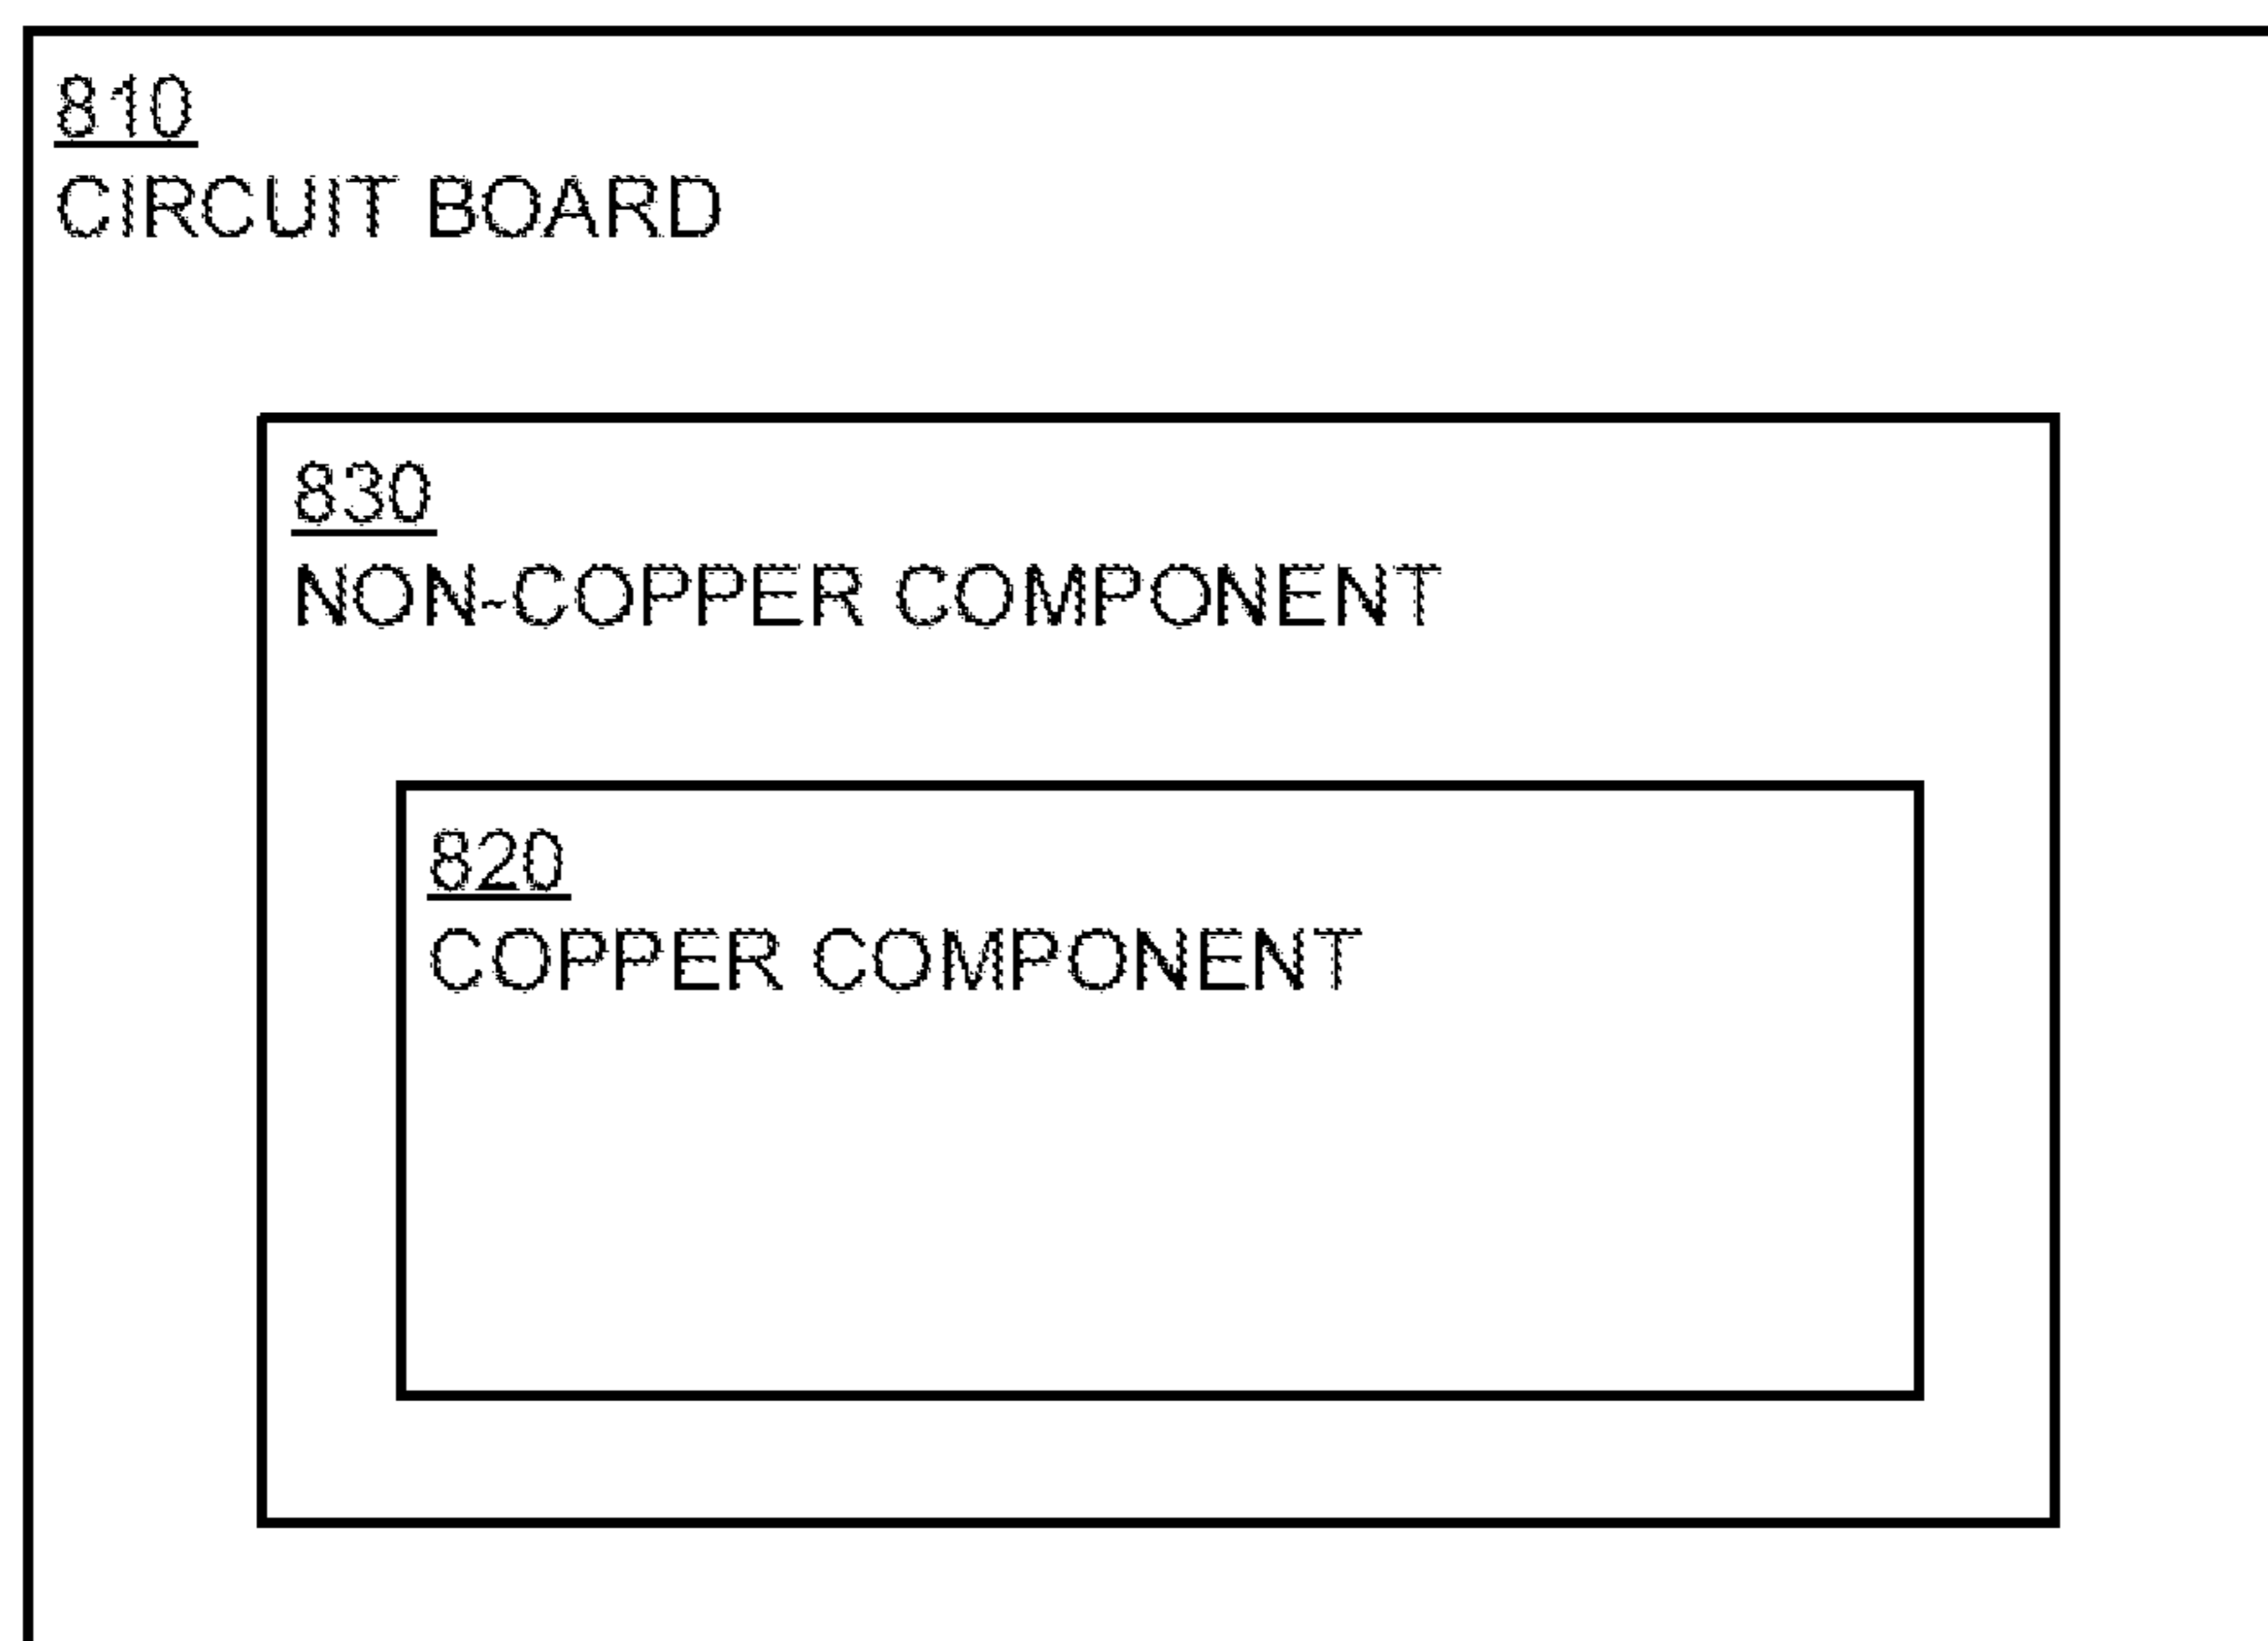 810
CIRCUIT BOARD
830
NON-COPPER COMPONENT
820
COPPER COMPONENT